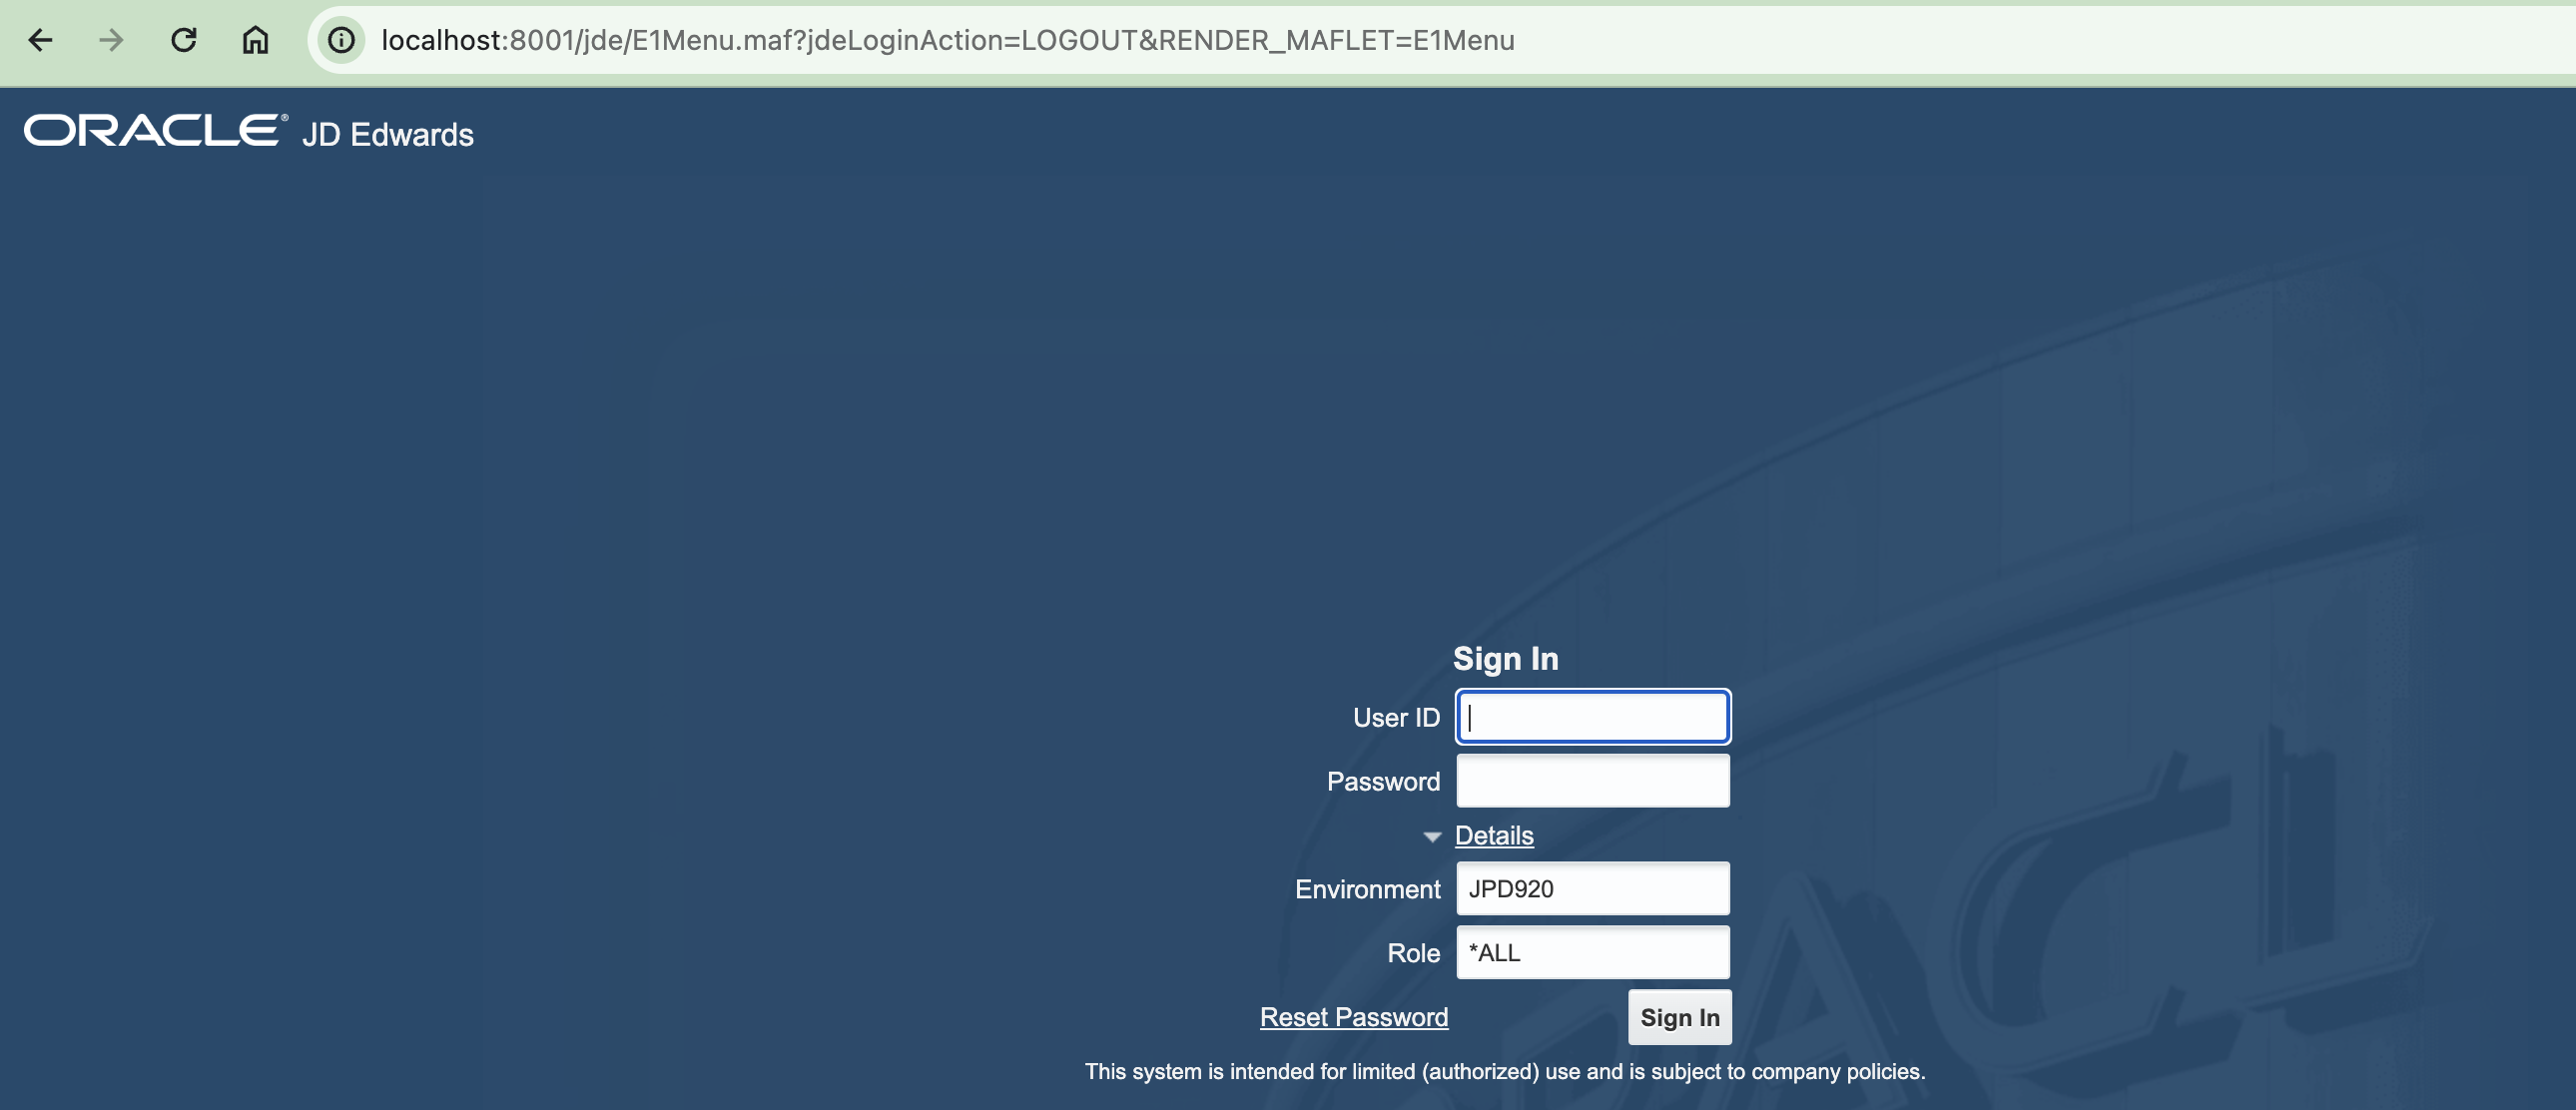 localhost:8001/jde/E1Menu.maf?jdeLoginAction=LOGOUT&RENDER_MAFLET=E1Menu
ORACLE® JD Edwards
Sign In
User ID
Password
Details
Environment JPD920
Role *ALL
Reset Password Sign In
This system is intended for limited (authorized) use and is subject to company policies.